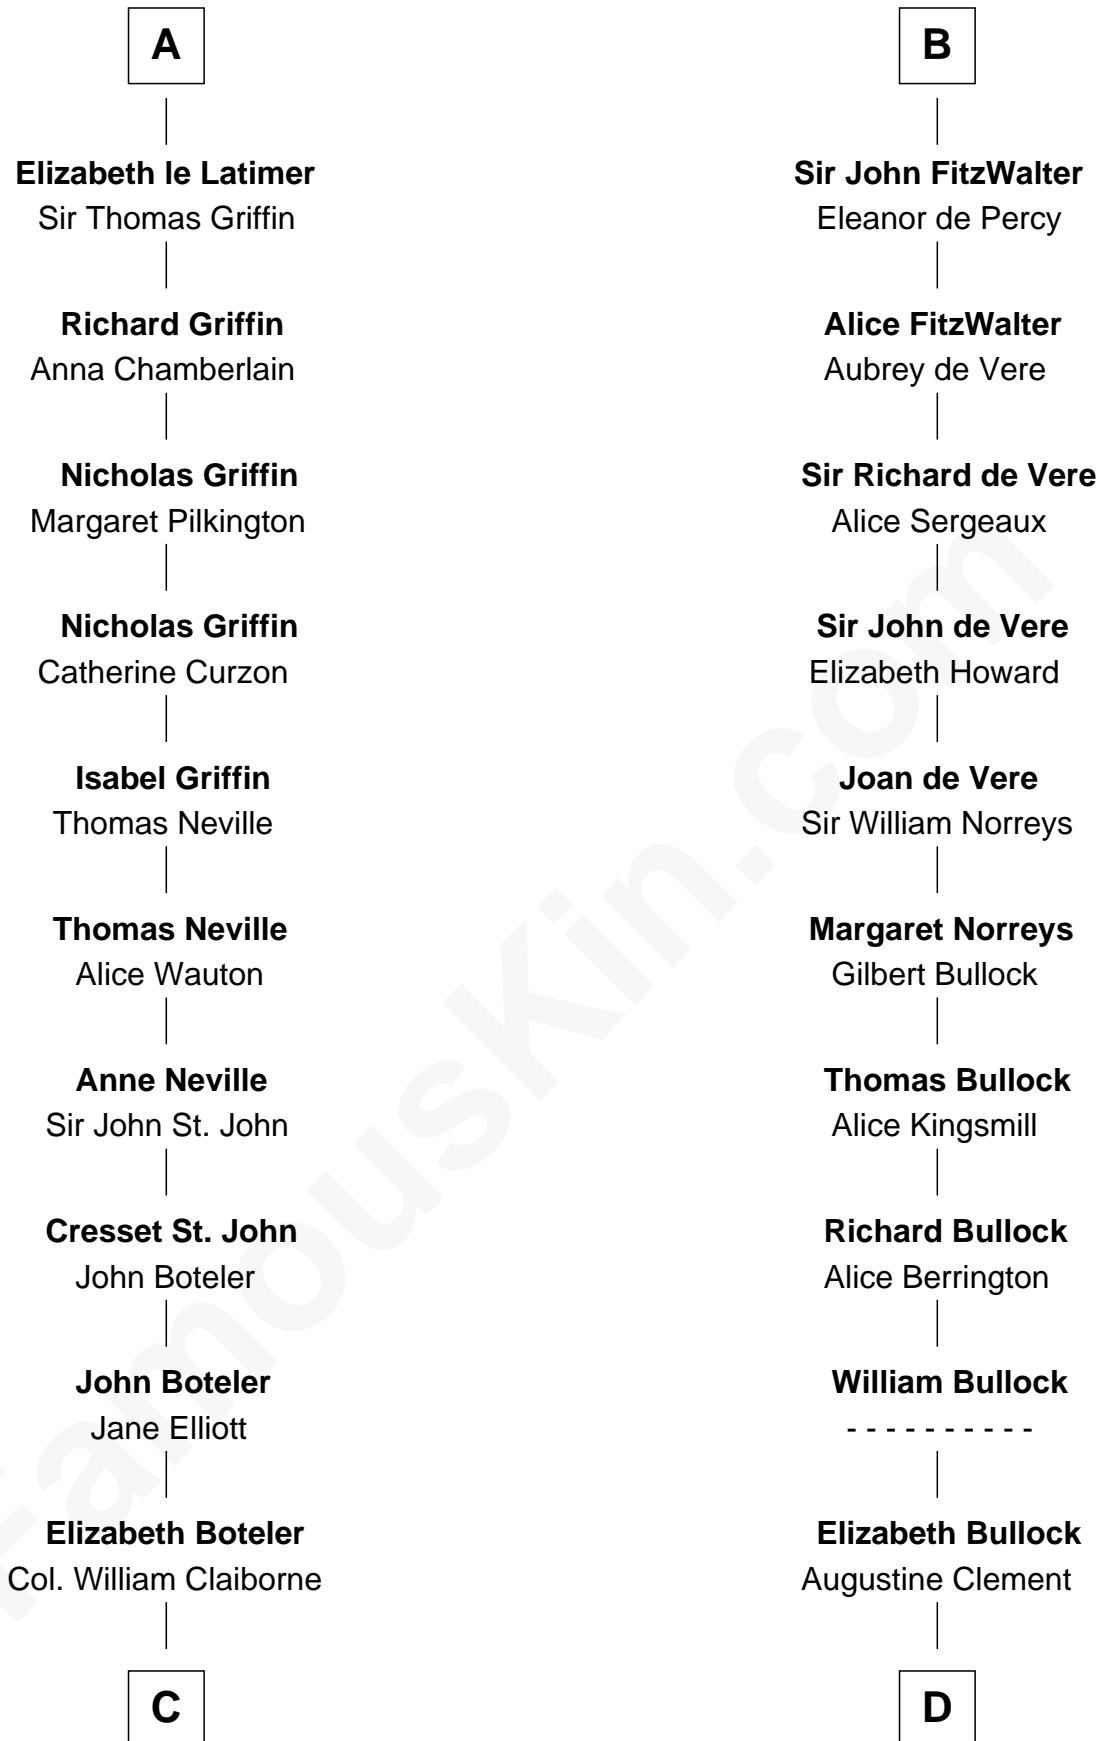 A
Elizabeth le Latimer
Sir Thomas Griffin
Richard Griffin
Anna Chamberlain
Nicholas Griffin
Margaret Pilkington
Nicholas Griffin
Catherine Curzon
Isabel Griffin
Thomas Neville
Thomas Neville
Alice Wauton
Anne Neville
Sir John St. John
Cresset St. John
John Boteler
John Boteler
Jane Elliott
Elizabeth Boteler
Col. William Claiborne
C
B
Sir John FitzWalter
Eleanor de Percy
Alice FitzWalter
Aubrey de Vere
Sir Richard de Vere
Alice Sergeaux
Sir John de Vere
Elizabeth Howard
Joan de Vere
Sir William Norreys
Margaret Norreys
Gilbert Bullock
Thomas Bullock
Alice Kingsmill
Richard Bullock
Alice Berrington
William Bullock
- - - - - - - - - -
Elizabeth Bullock
Augustine Clement
D
FamousKin.com